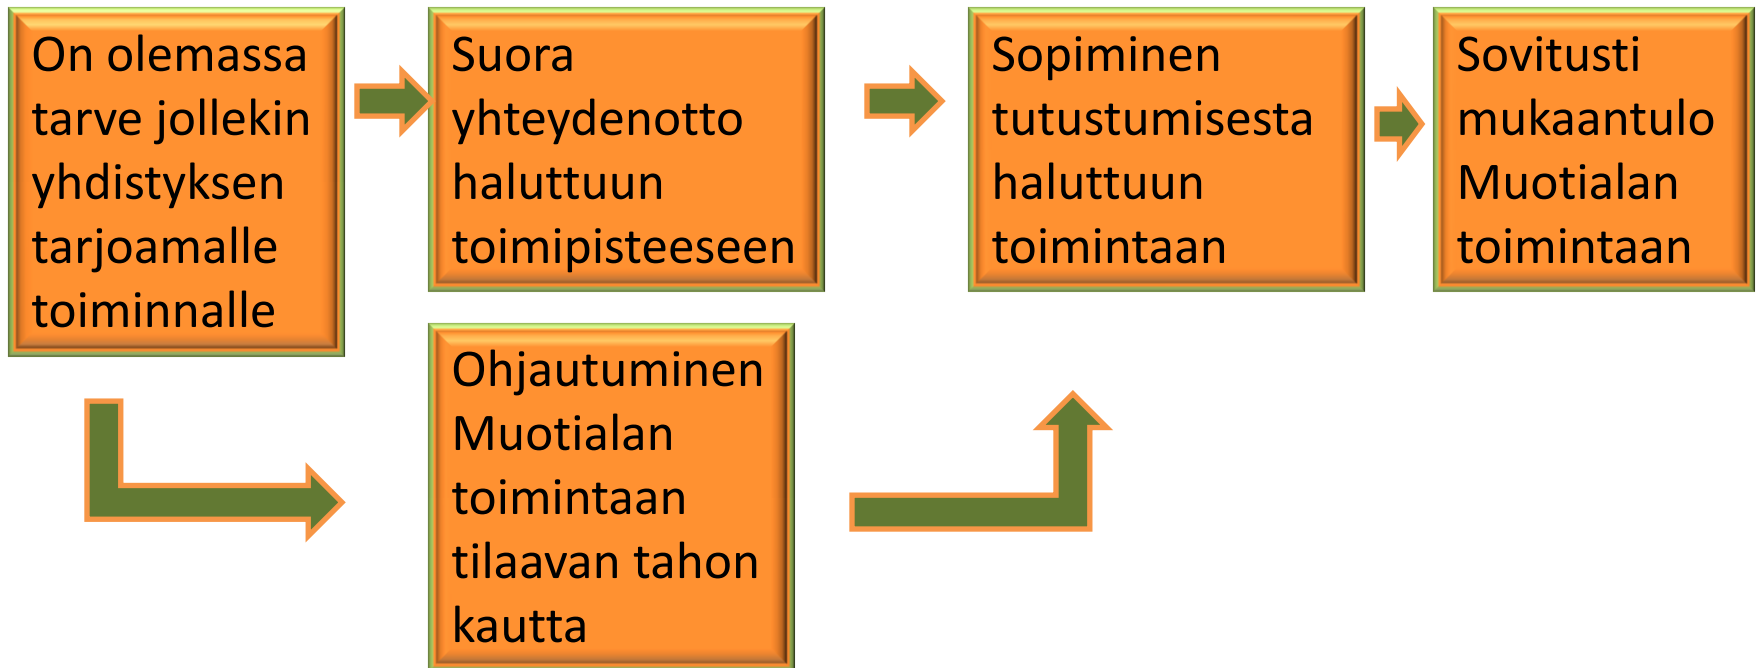 On olemassa
tarve jollekin
yhdistyksen
tarjoamalle
toiminnalle
Suora
yhteydenotto
haluttuun
toimipisteeseen
Ohjautuminen
Muotialan
toimintaan
tilaavan tahon
kautta
Sopiminen
tutustumisesta
haluttuun
toimintaan
Sovitusti
mukaantulo
Muotialan
toimintaan